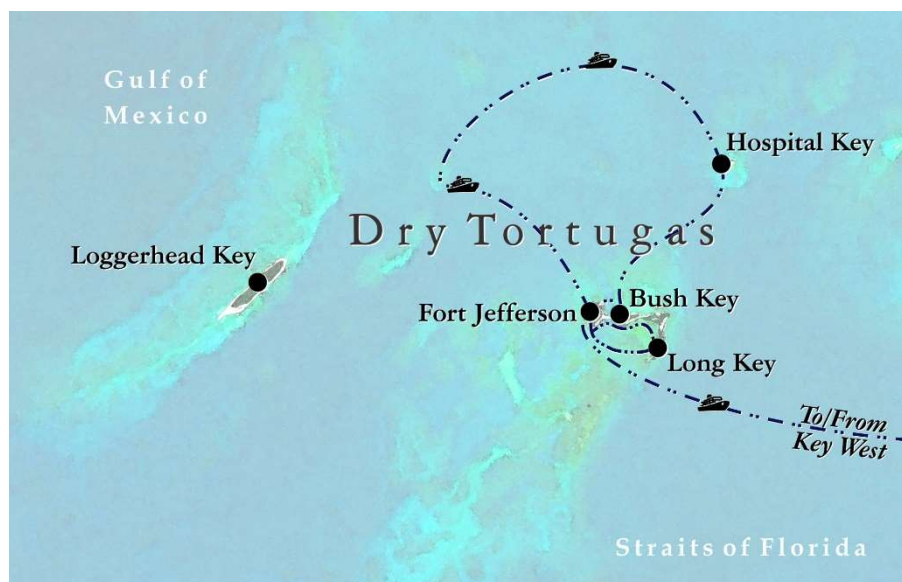 Gulf of
Mexico
Hospital Key
Dry Tortugas
Loggerhead Key
Fort Jefferson
Bush Key
Long Key
To/From
Key West
Straits of Florida